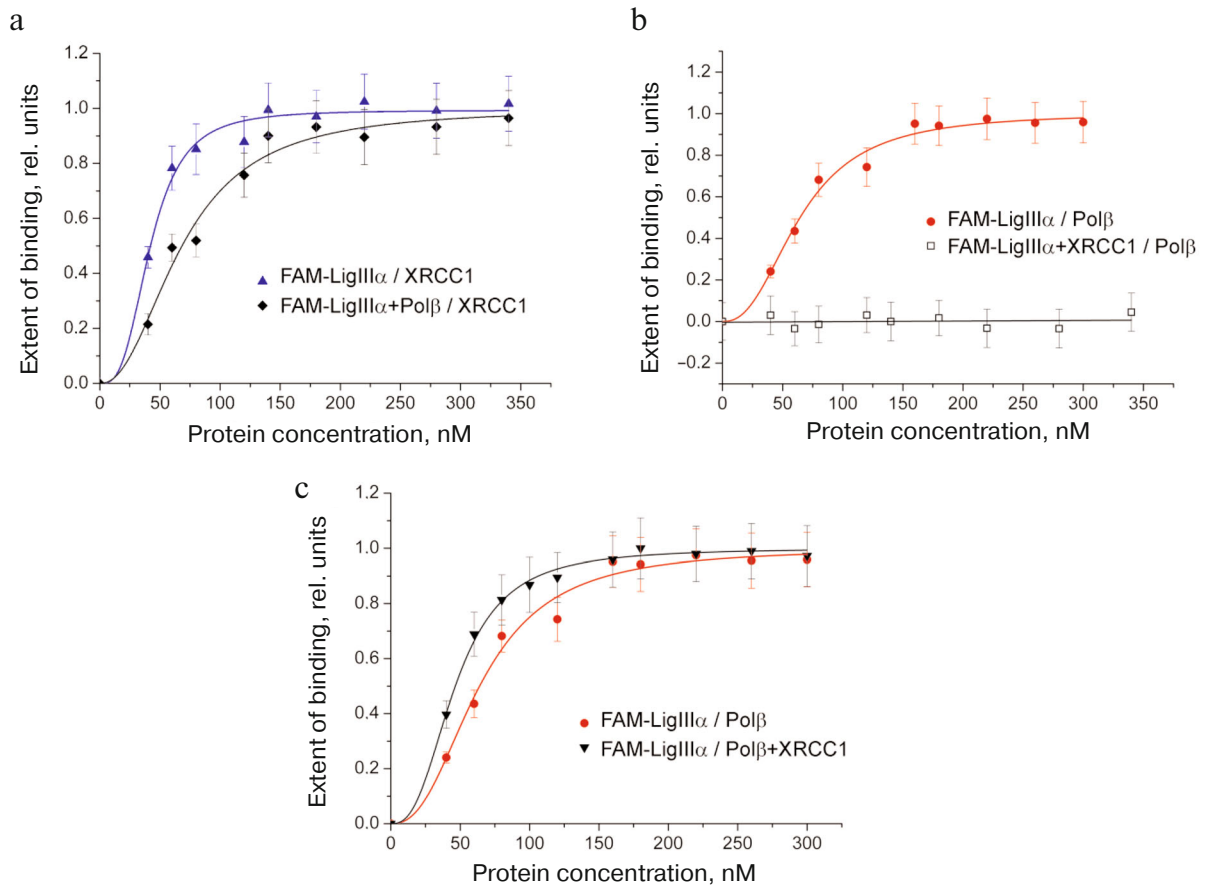 a
Extent of binding, rel. units
1.2
1.0
0.8
0.6
0.4
0.2
0.0
FAM-LigIIIα / XRCC1
FAM-LigIIIα+Polβ / XRCC1
0 50 100 150 200 250 300 350
Protein concentration, nM
b
Extent of binding, rel. units
1.2
1.0
0.8
0.6
0.4
0.2
0.0
−0.2
FAM-LigIIIα / Polβ
FAM-LigIIIα+XRCC1 / Polβ
0 50 100 150 200 250 300 350
Protein concentration, nM
c
Extent of binding, rel. units
1.2
1.0
0.8
0.6
0.4
0.2
0.0
FAM-LigIIIα / Polβ
FAM-LigIIIα / Polβ+XRCC1
0 50 100 150 200 250 300
Protein concentration, nM